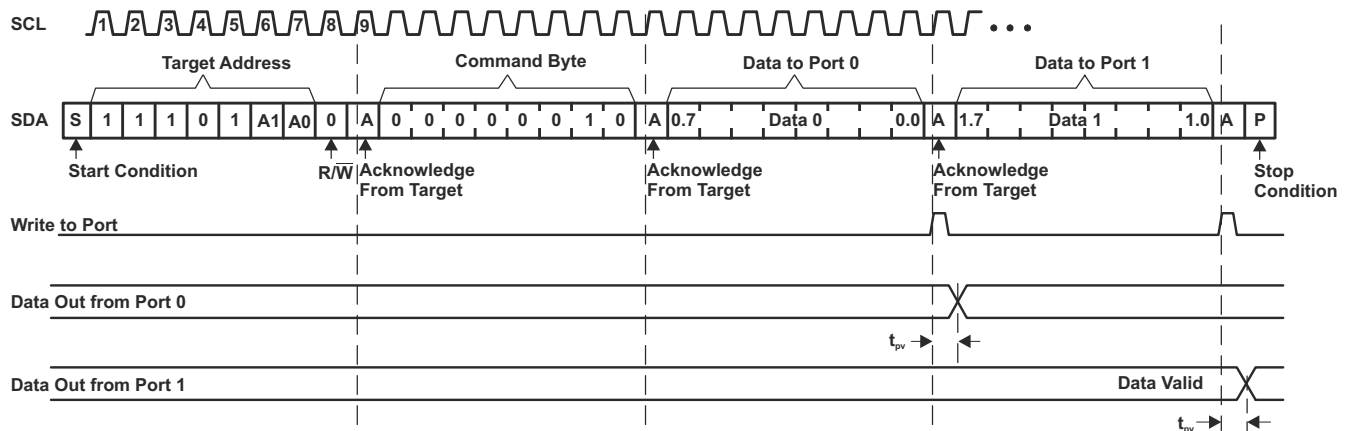 SCL 1 2 3 4 5 6 7 8 9
Target Address Command Byte Data to Port 0 Data to Port 1
SDA S 1 1 1 0 1 A1 A0 0 A 0 0 0 0 0 0 1 0 A 0.7 Data 0 0.0 A 1.7 Data 1 1.0 A P
Start Condition R/W̅ Acknowledge From Target Acknowledge From Target Acknowledge From Target Stop Condition
Write to Port
Data Out from Port 0
tpv
Data Out from Port 1 Data Valid
tpv